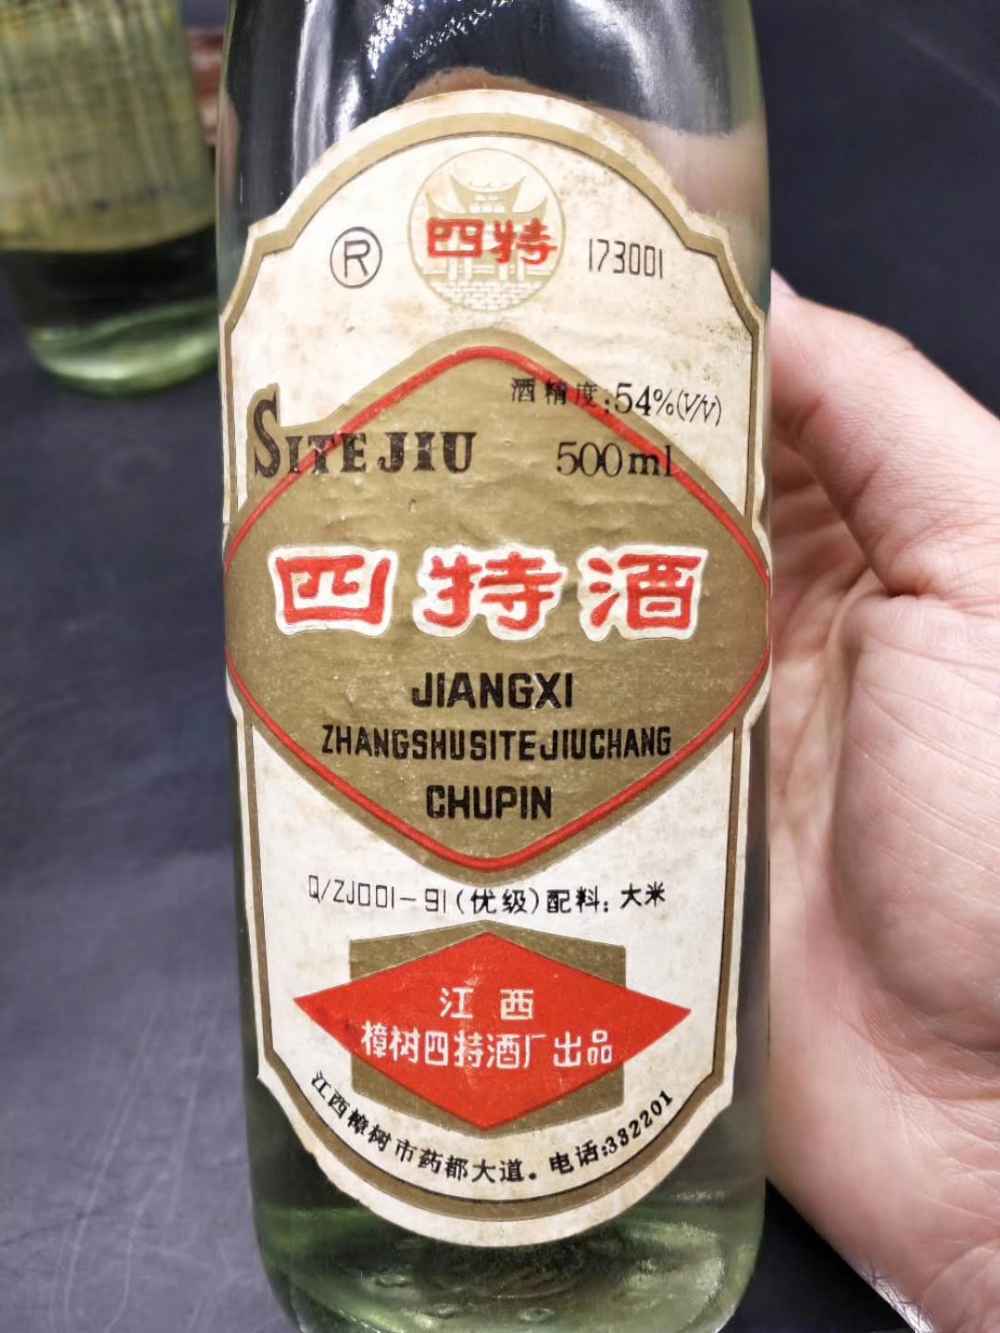 四特
® 173001
酒精度:54%(V/V)
SITE JIU 500ml
四特酒
JIANGXI
ZHANGSHUSITEJIUCHANG
CHUPIN
Q/ZJ001-91(优级)配料:大米
江西
樟树四特酒厂出品
江西樟树市药都大道。电话:332201